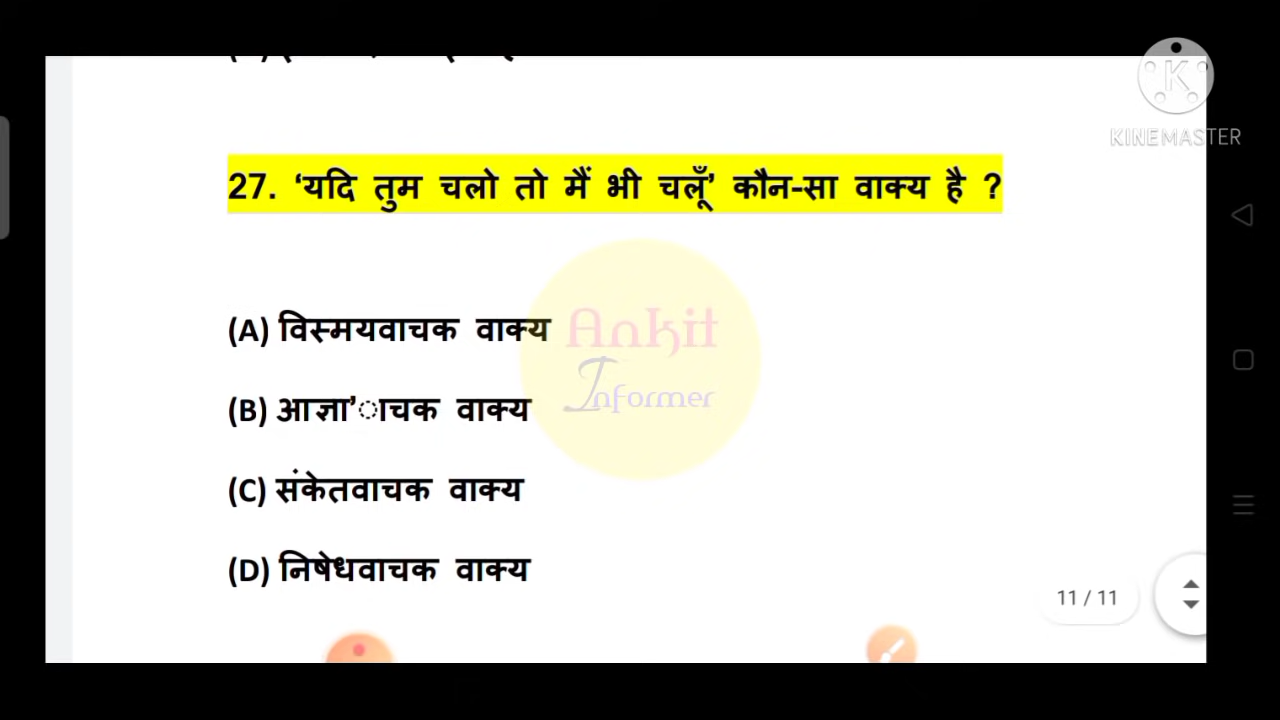 KINEMASTER
27. ‘यदि तुम चलो तो मैं भी चलूँ’ कौन-सा वाक्य है ?
Ankit
Informer
(A) विस्मयवाचक वाक्य
(B) आज्ञा’ाचक वाक्य
(C) संकेतवाचक वाक्य
(D) निषेधवाचक वाक्य
11 / 11